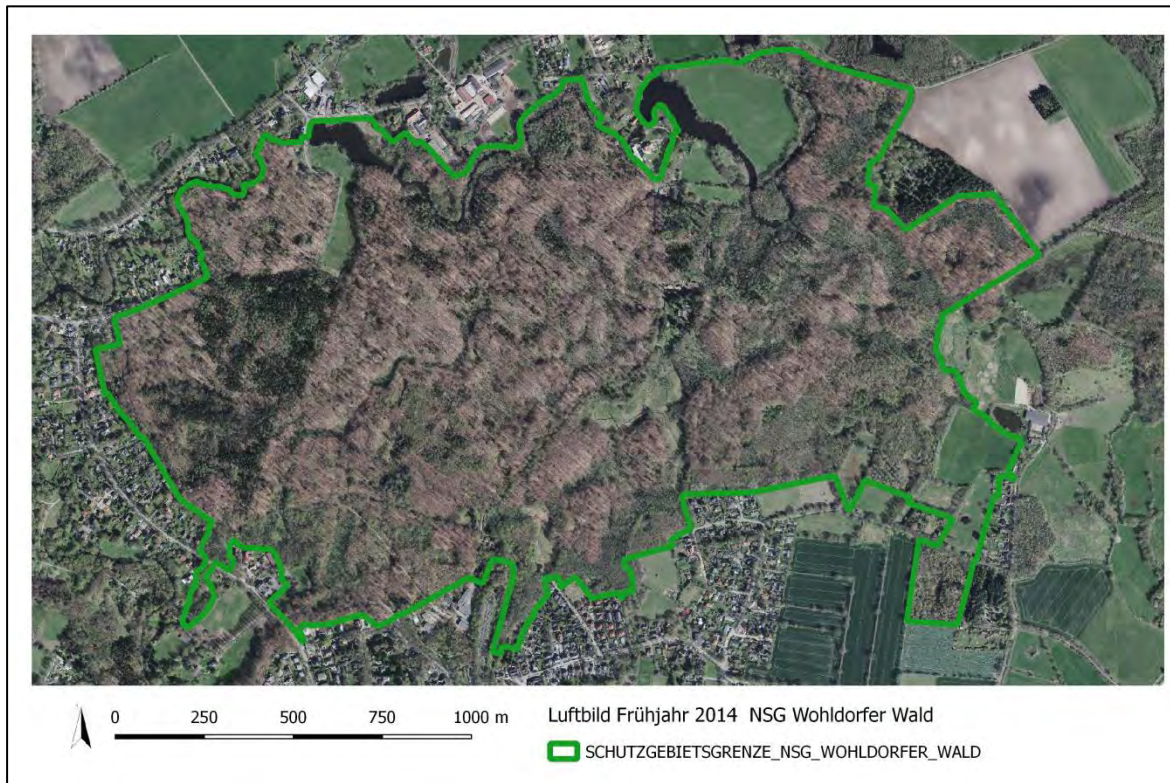 0 250 500 750 1000 m
Luftbild Frühjahr 2014 NSG Wohldorfer Wald
SCHUTZGEBIETSGRENZE_NSG_WOHLDORFER_WALD